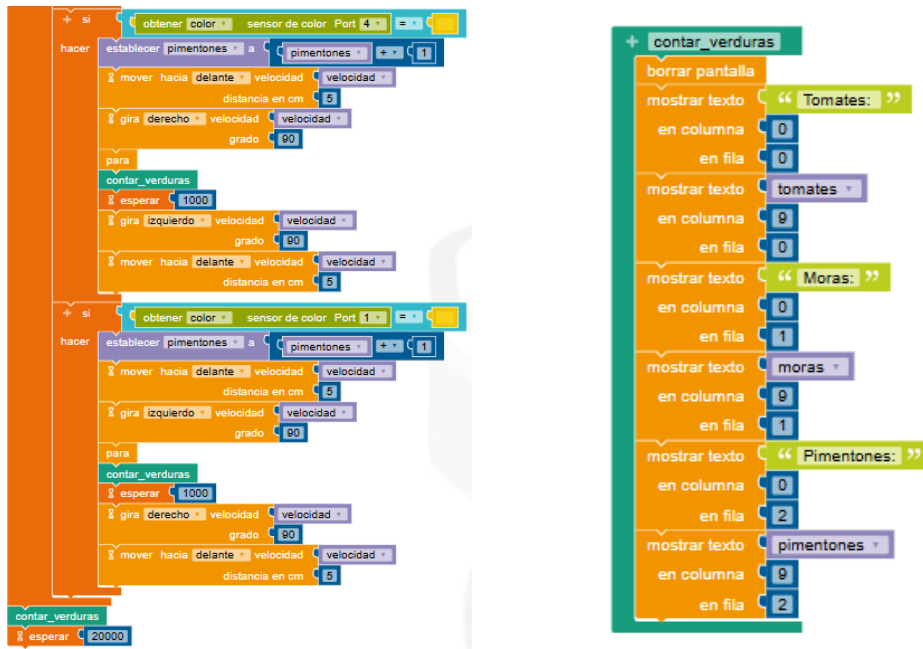 + si obtener color sensor de color Port 4 =
hacer establecer pimentones a pimentones + 1
mover hacia delante velocidad velocidad
distancia en cm 5
gira derecho velocidad velocidad
grado 90
para
contar_verduras
esperar 1000
gira izquierdo velocidad velocidad
grado 90
mover hacia delante velocidad velocidad
distancia en cm 5
+ si obtener color sensor de color Port 1 =
hacer establecer pimentones a pimentones + 1
mover hacia delante velocidad velocidad
distancia en cm 5
gira izquierdo velocidad velocidad
grado 90
para
contar_verduras
esperar 1000
gira derecho velocidad velocidad
grado 90
mover hacia delante velocidad velocidad
distancia en cm 5
contar_verduras
esperar 20000
+ contar_verduras
borrar pantalla
mostrar texto “ Tomates: ”
en columna 0
en fila 0
mostrar texto tomates
en columna 9
en fila 0
mostrar texto “ Moras: ”
en columna 0
en fila 1
mostrar texto moras
en columna 9
en fila 1
mostrar texto “ Pimentones: ”
en columna 0
en fila 2
mostrar texto pimentones
en columna 9
en fila 2